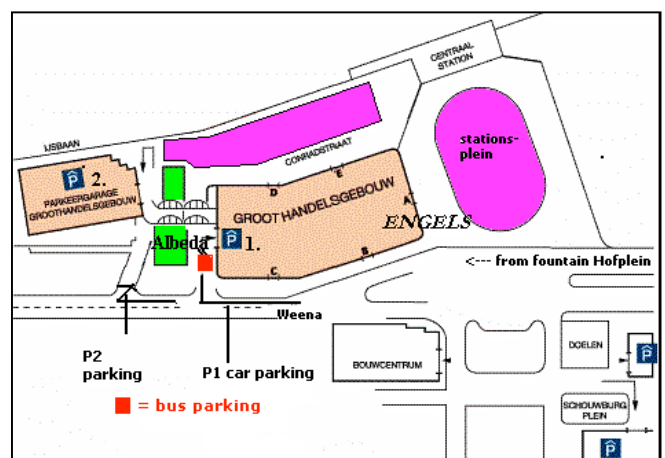 CENTRAAL
STATION
IJSBAAN
stations-
plein
CONRADSTRAAT
P 2.
PARKEERGARAGE
GROOTHANDELSGEBOUW
D
E
GROOTHANDELSGEBOUW
A
ENGELS
Albeda
P 1.
B
C
<--- from fountain Hofplein
Weena
P2
parking
P1 car parking
BOUWCENTRUM
DOELEN
P
= bus parking
SCHOUWBURG
PLEIN
P